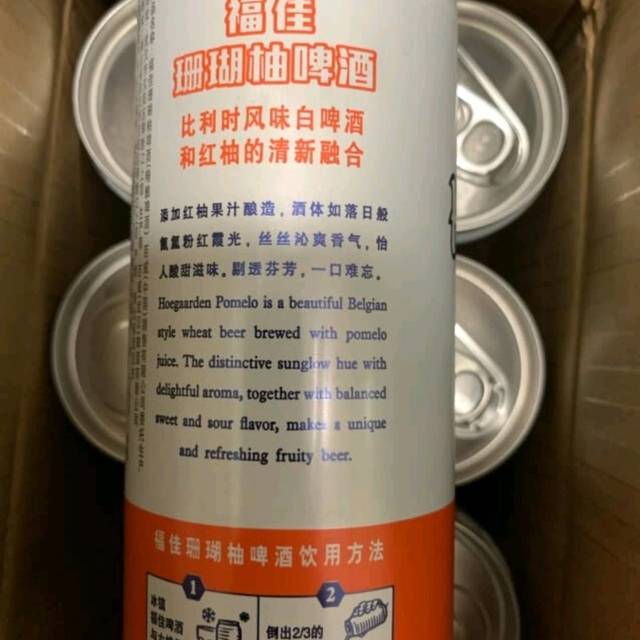 福佳
珊瑚柚啤酒
比利时风味白啤酒
和红柚的清新融合
添加红柚果汁酿造，酒体如落日般
氤氲粉红霞光，丝丝沁爽香气，怡
人酸甜滋味。剔透芬芳，一口难忘。
Hoegaarden Pomelo is a beautiful Belgian
style wheat beer brewed with pomelo
juice. The distinctive sunglow hue with
delightful aroma, together with balanced
sweet and sour flavor, makes a unique
and refreshing fruity beer.
福佳珊瑚柚啤酒饮用方法
1
冰镇
福佳啤酒
2
倒出2/3的